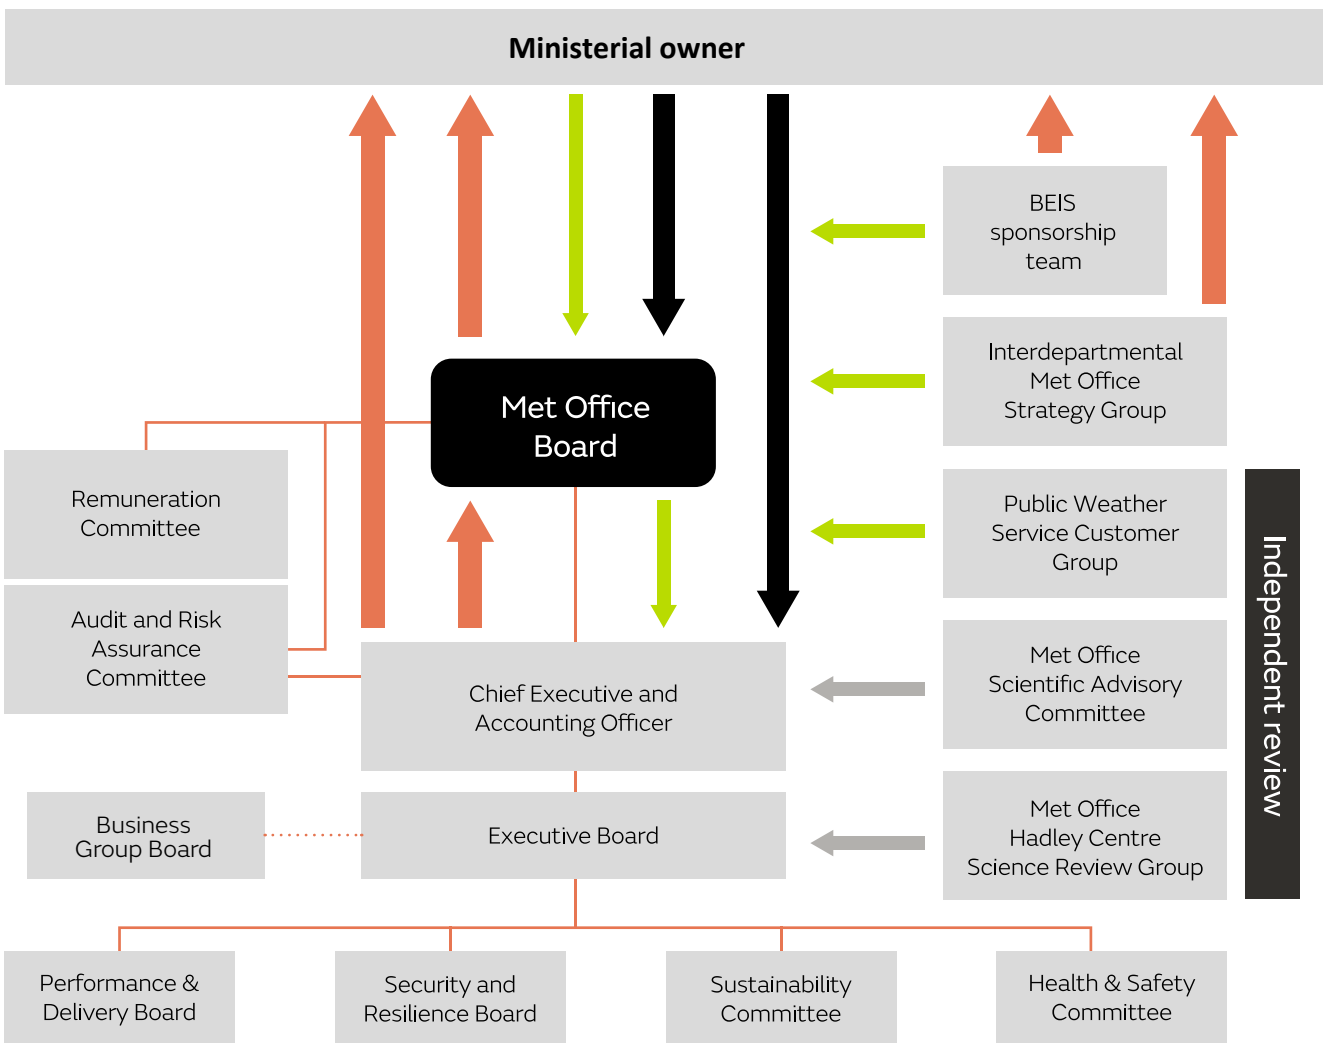 Ministerial owner
BEIS
sponsorship
team
Interdepartmental
Met Office
Strategy Group
Met Office
Board
Remuneration
Committee
Public Weather
Service Customer
Group
Independent review
Audit and Risk
Assurance
Committee
Chief Executive and
Accounting Officer
Met Office
Scientific Advisory
Committee
Business
Group Board
Executive Board
Met Office
Hadley Centre
Science Review Group
Performance &
Delivery Board
Security and
Resilience Board
Sustainability
Committee
Health & Safety
Committee